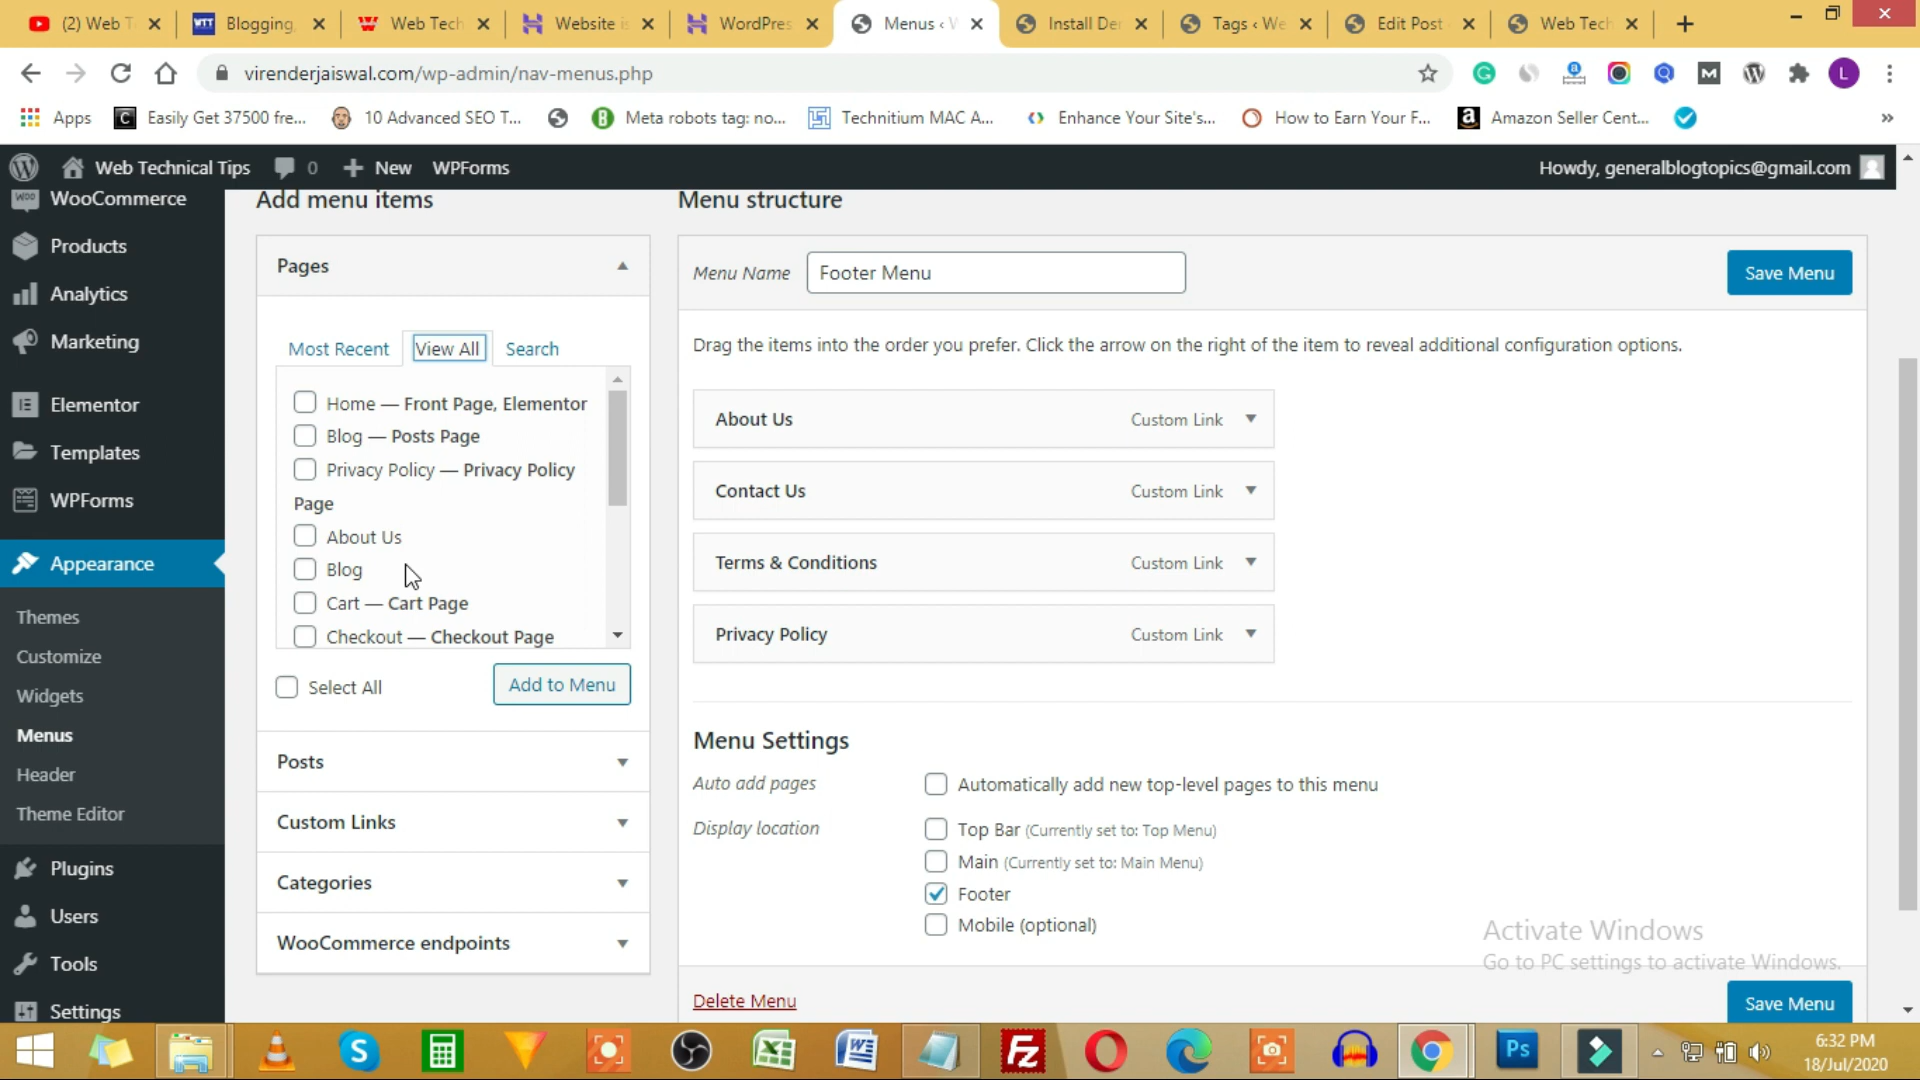 (2) Web T
Blogging,
Web Tech
Website is
WordPres
Menus ‹ W
Install Der
Tags ‹ We
Edit Post
Web Tech
virenderjaiswal.com/wp-admin/nav-menus.php
L
Apps
Easily Get 37500 fre...
10 Advanced SEO T...
Meta robots tag: no...
Technitium MAC A...
Enhance Your Site's...
How to Earn Your F...
Amazon Seller Cent...
»
Web Technical Tips
0
New
WPForms
Howdy, generalblogtopics@gmail.com
WooCommerce
Products
Analytics
Marketing
Elementor
Templates
WPForms
Appearance
Themes
Customize
Widgets
Menus
Header
Theme Editor
Plugins
Users
Tools
Settings
Add menu items
Pages
Most Recent
View All
Search
Home — Front Page, Elementor
Blog — Posts Page
Privacy Policy — Privacy Policy
Page
About Us
Blog
Cart — Cart Page
Checkout — Checkout Page
Select All
Add to Menu
Posts
Custom Links
Categories
WooCommerce endpoints
Menu structure
Menu Name
Footer Menu
Save Menu
Drag the items into the order you prefer. Click the arrow on the right of the item to reveal additional configuration options.
About Us
Custom Link
Contact Us
Custom Link
Terms & Conditions
Custom Link
Privacy Policy
Custom Link
Menu Settings
Auto add pages
Automatically add new top-level pages to this menu
Display location
Top Bar (Currently set to: Top Menu)
Main (Currently set to: Main Menu)
Footer
Mobile (optional)
Activate Windows
Go to PC settings to activate Windows.
Delete Menu
Save Menu
Fz
Ps
6:32 PM
18/Jul/2020